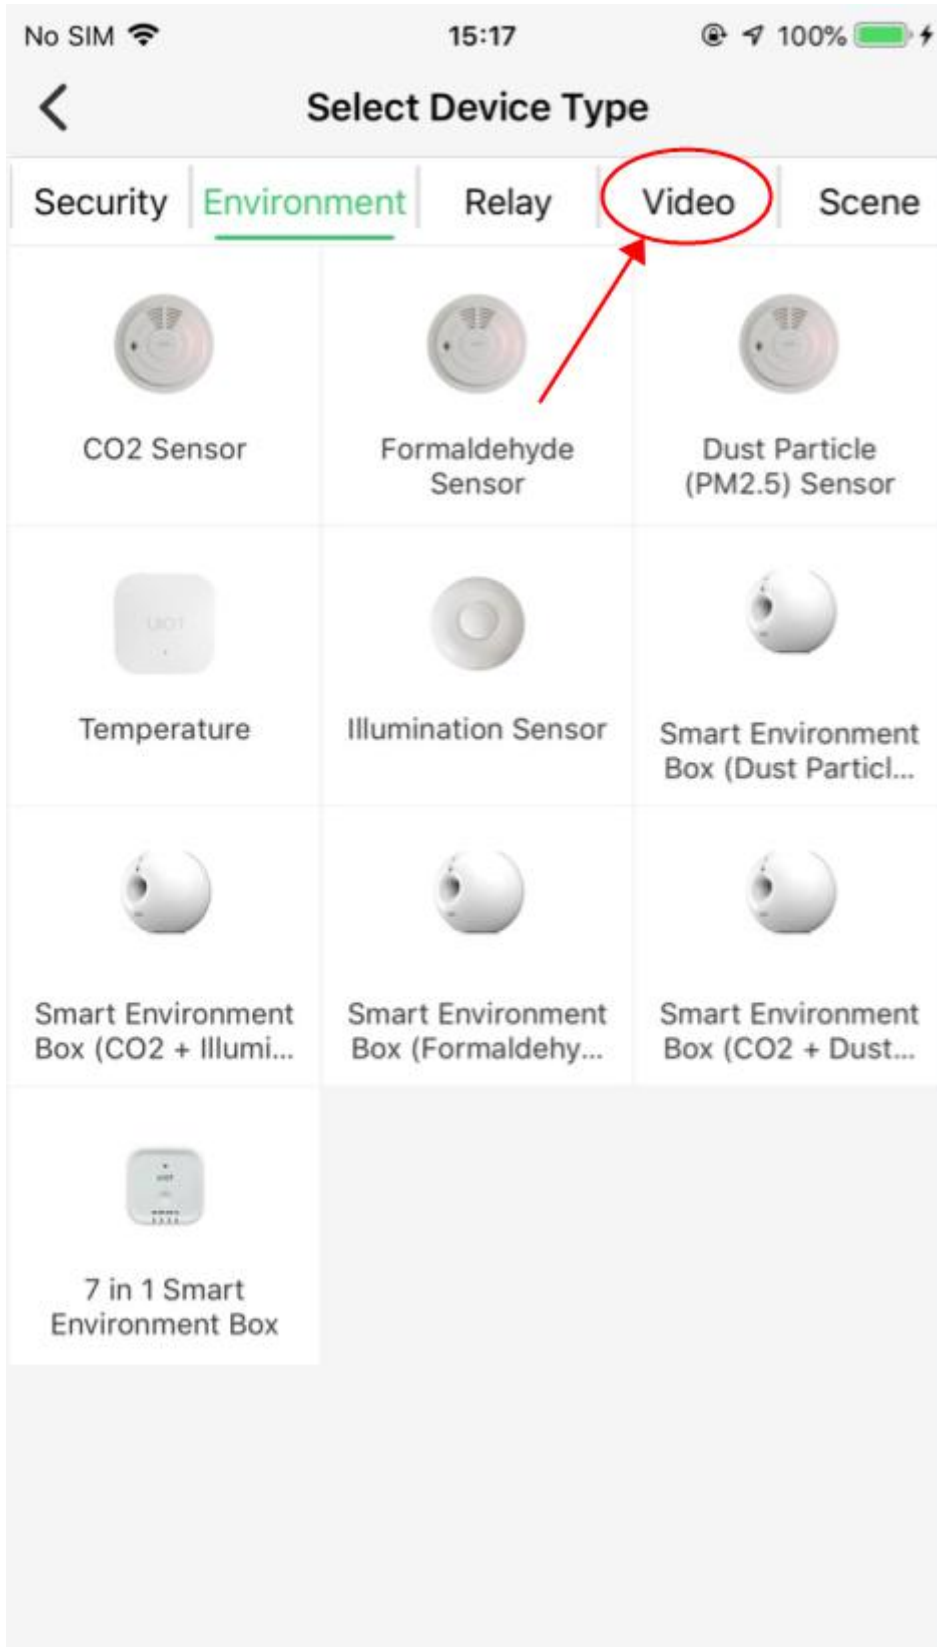 No SIM 15:17 100%
Select Device Type
Security Environment Relay Video Scene
CO2 Sensor
Formaldehyde
Sensor
Dust Particle
(PM2.5) Sensor
UIOT
Temperature
Illumination Sensor
Smart Environment
Box (Dust Particl...
Smart Environment
Box (CO2 + Illumi...
Smart Environment
Box (Formaldehy...
Smart Environment
Box (CO2 + Dust...
7 in 1 Smart
Environment Box